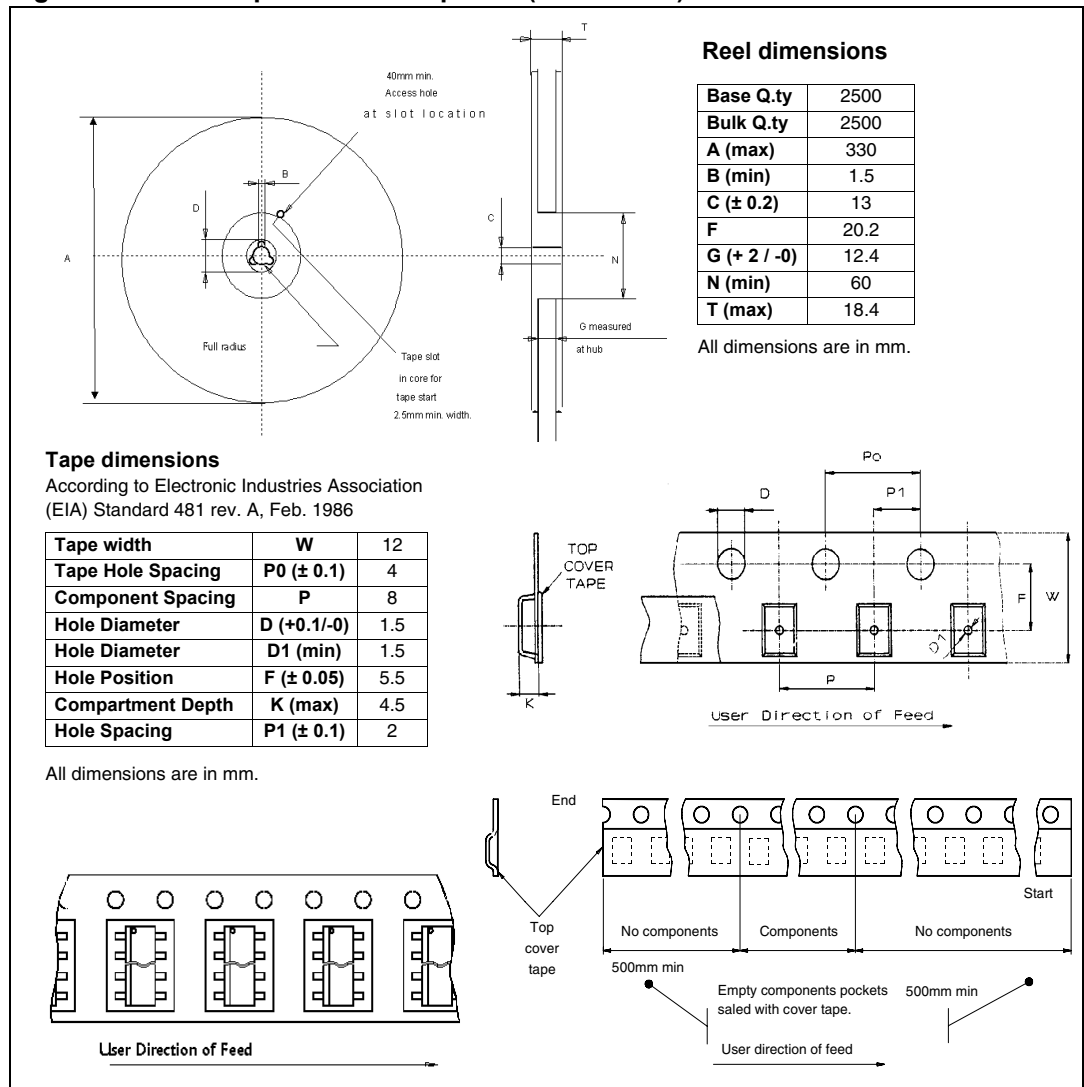 T
40mm min.
Access hole
at slot location
B
D
C
A
N
Full radius
Tape slot
in core for
tape start
2.5mm min. width.
G measured
at hub
Reel dimensions
Base Q.ty 2500
Bulk Q.ty 2500
A (max) 330
B (min) 1.5
C (± 0.2) 13
F 20.2
G (+ 2 / -0) 12.4
N (min) 60
T (max) 18.4
All dimensions are in mm.
Tape dimensions
According to Electronic Industries Association
(EIA) Standard 481 rev. A, Feb. 1986
Tape width W 12
Tape Hole Spacing P0 (± 0.1) 4
Component Spacing P 8
Hole Diameter D (+0.1/-0) 1.5
Hole Diameter D1 (min) 1.5
Hole Position F (± 0.05) 5.5
Compartment Depth K (max) 4.5
Hole Spacing P1 (± 0.1) 2
All dimensions are in mm.
TOP
COVER
TAPE
K
Po
D
P1
F
W
D1
P
User Direction of Feed
End
Start
Top
cover
tape
No components
Components
No components
500mm min
Empty components pockets
saled with cover tape.
500mm min
User direction of feed
User Direction of Feed